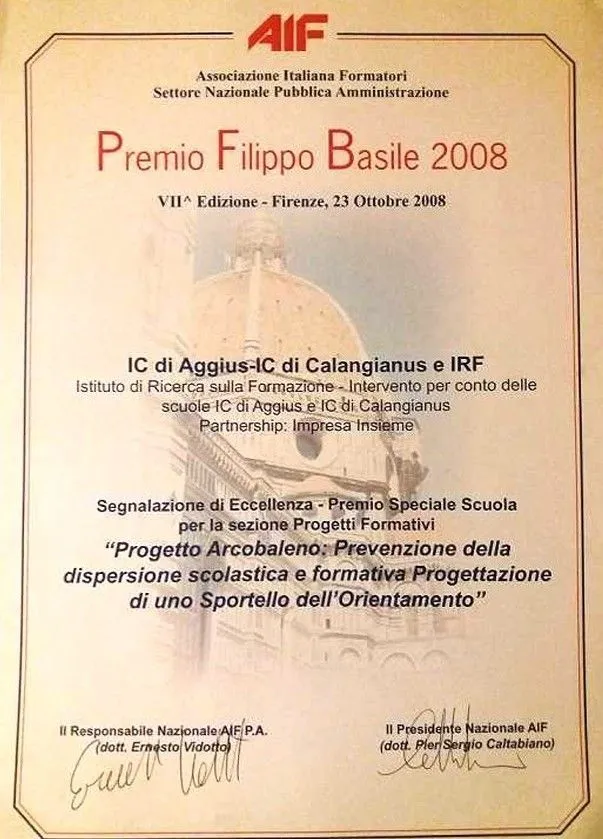 AIF
Associazione Italiana Formatori
Settore Nazionale Pubblica Amministrazione
Premio Filippo Basile 2008
VII^ Edizione - Firenze, 23 Ottobre 2008
IC di Aggius-IC di Calangianus e IRF
Istituto di Ricerca sulla Formazione - Intervento per conto delle
scuole IC di Aggius e IC di Calangianus
Partnership: Impresa Insieme
Segnalazione di Eccellenza - Premio Speciale Scuola
per la sezione Progetti Formativi
“Progetto Arcobaleno: Prevenzione della
dispersione scolastica e formativa Progettazione
di uno Sportello dell’Orientamento”
Il Responsabile Nazionale AIF P.A.
(dott. Ernesto Vidotto)
Il Presidente Nazionale AIF
(dott. Pier Sergio Caltabiano)